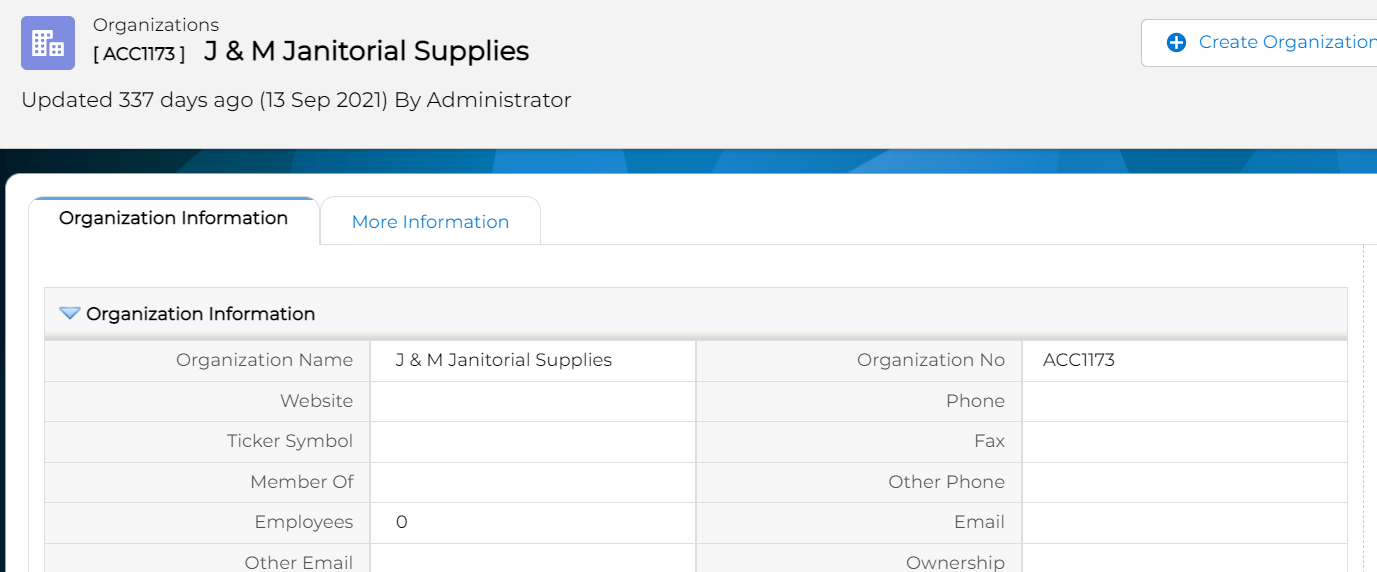 Organizations
[ ACC1173 ] J & M Janitorial Supplies
Create Organization
Updated 337 days ago (13 Sep 2021) By Administrator
Organization Information
More Information
Organization Information
Organization Name J & M Janitorial Supplies Organization No ACC1173
Website Phone
Ticker Symbol Fax
Member Of Other Phone
Employees 0 Email
Other Email Ownership